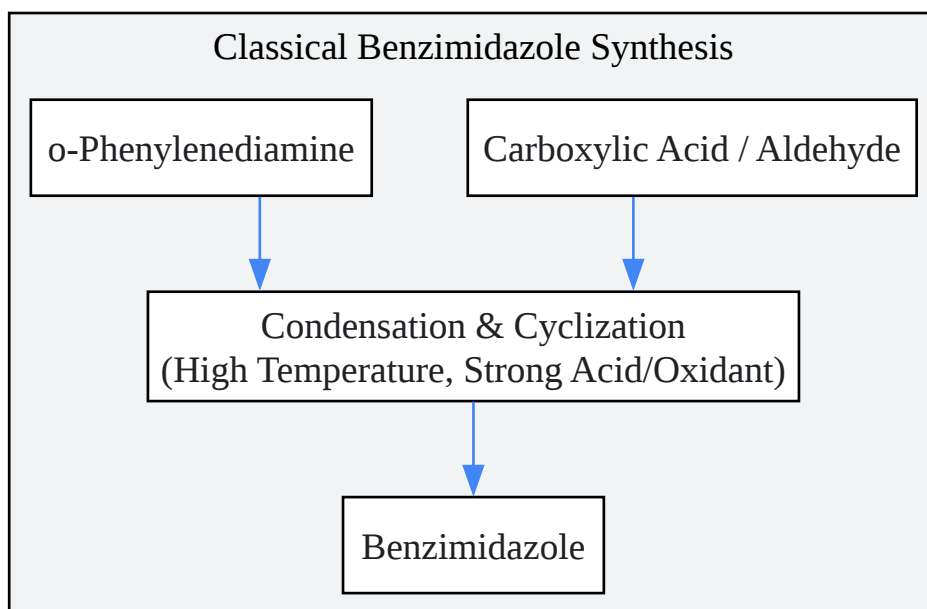 Classical Benzimidazole Synthesis
o-Phenylenediamine
Carboxylic Acid / Aldehyde
Condensation & Cyclization
(High Temperature, Strong Acid/Oxidant)
Benzimidazole